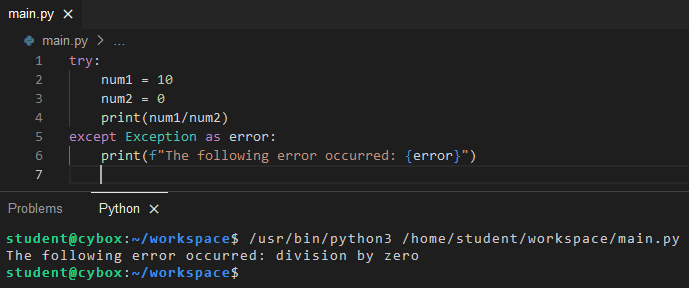 main.py ×
main.py > ...
1 try:
2     num1 = 10
3     num2 = 0
4     print(num1/num2)
5 except Exception as error:
6     print(f"The following error occurred: {error}")
7
Problems Python ×
student@cybox:~/workspace$ /usr/bin/python3 /home/student/workspace/main.py
The following error occurred: division by zero
student@cybox:~/workspace$